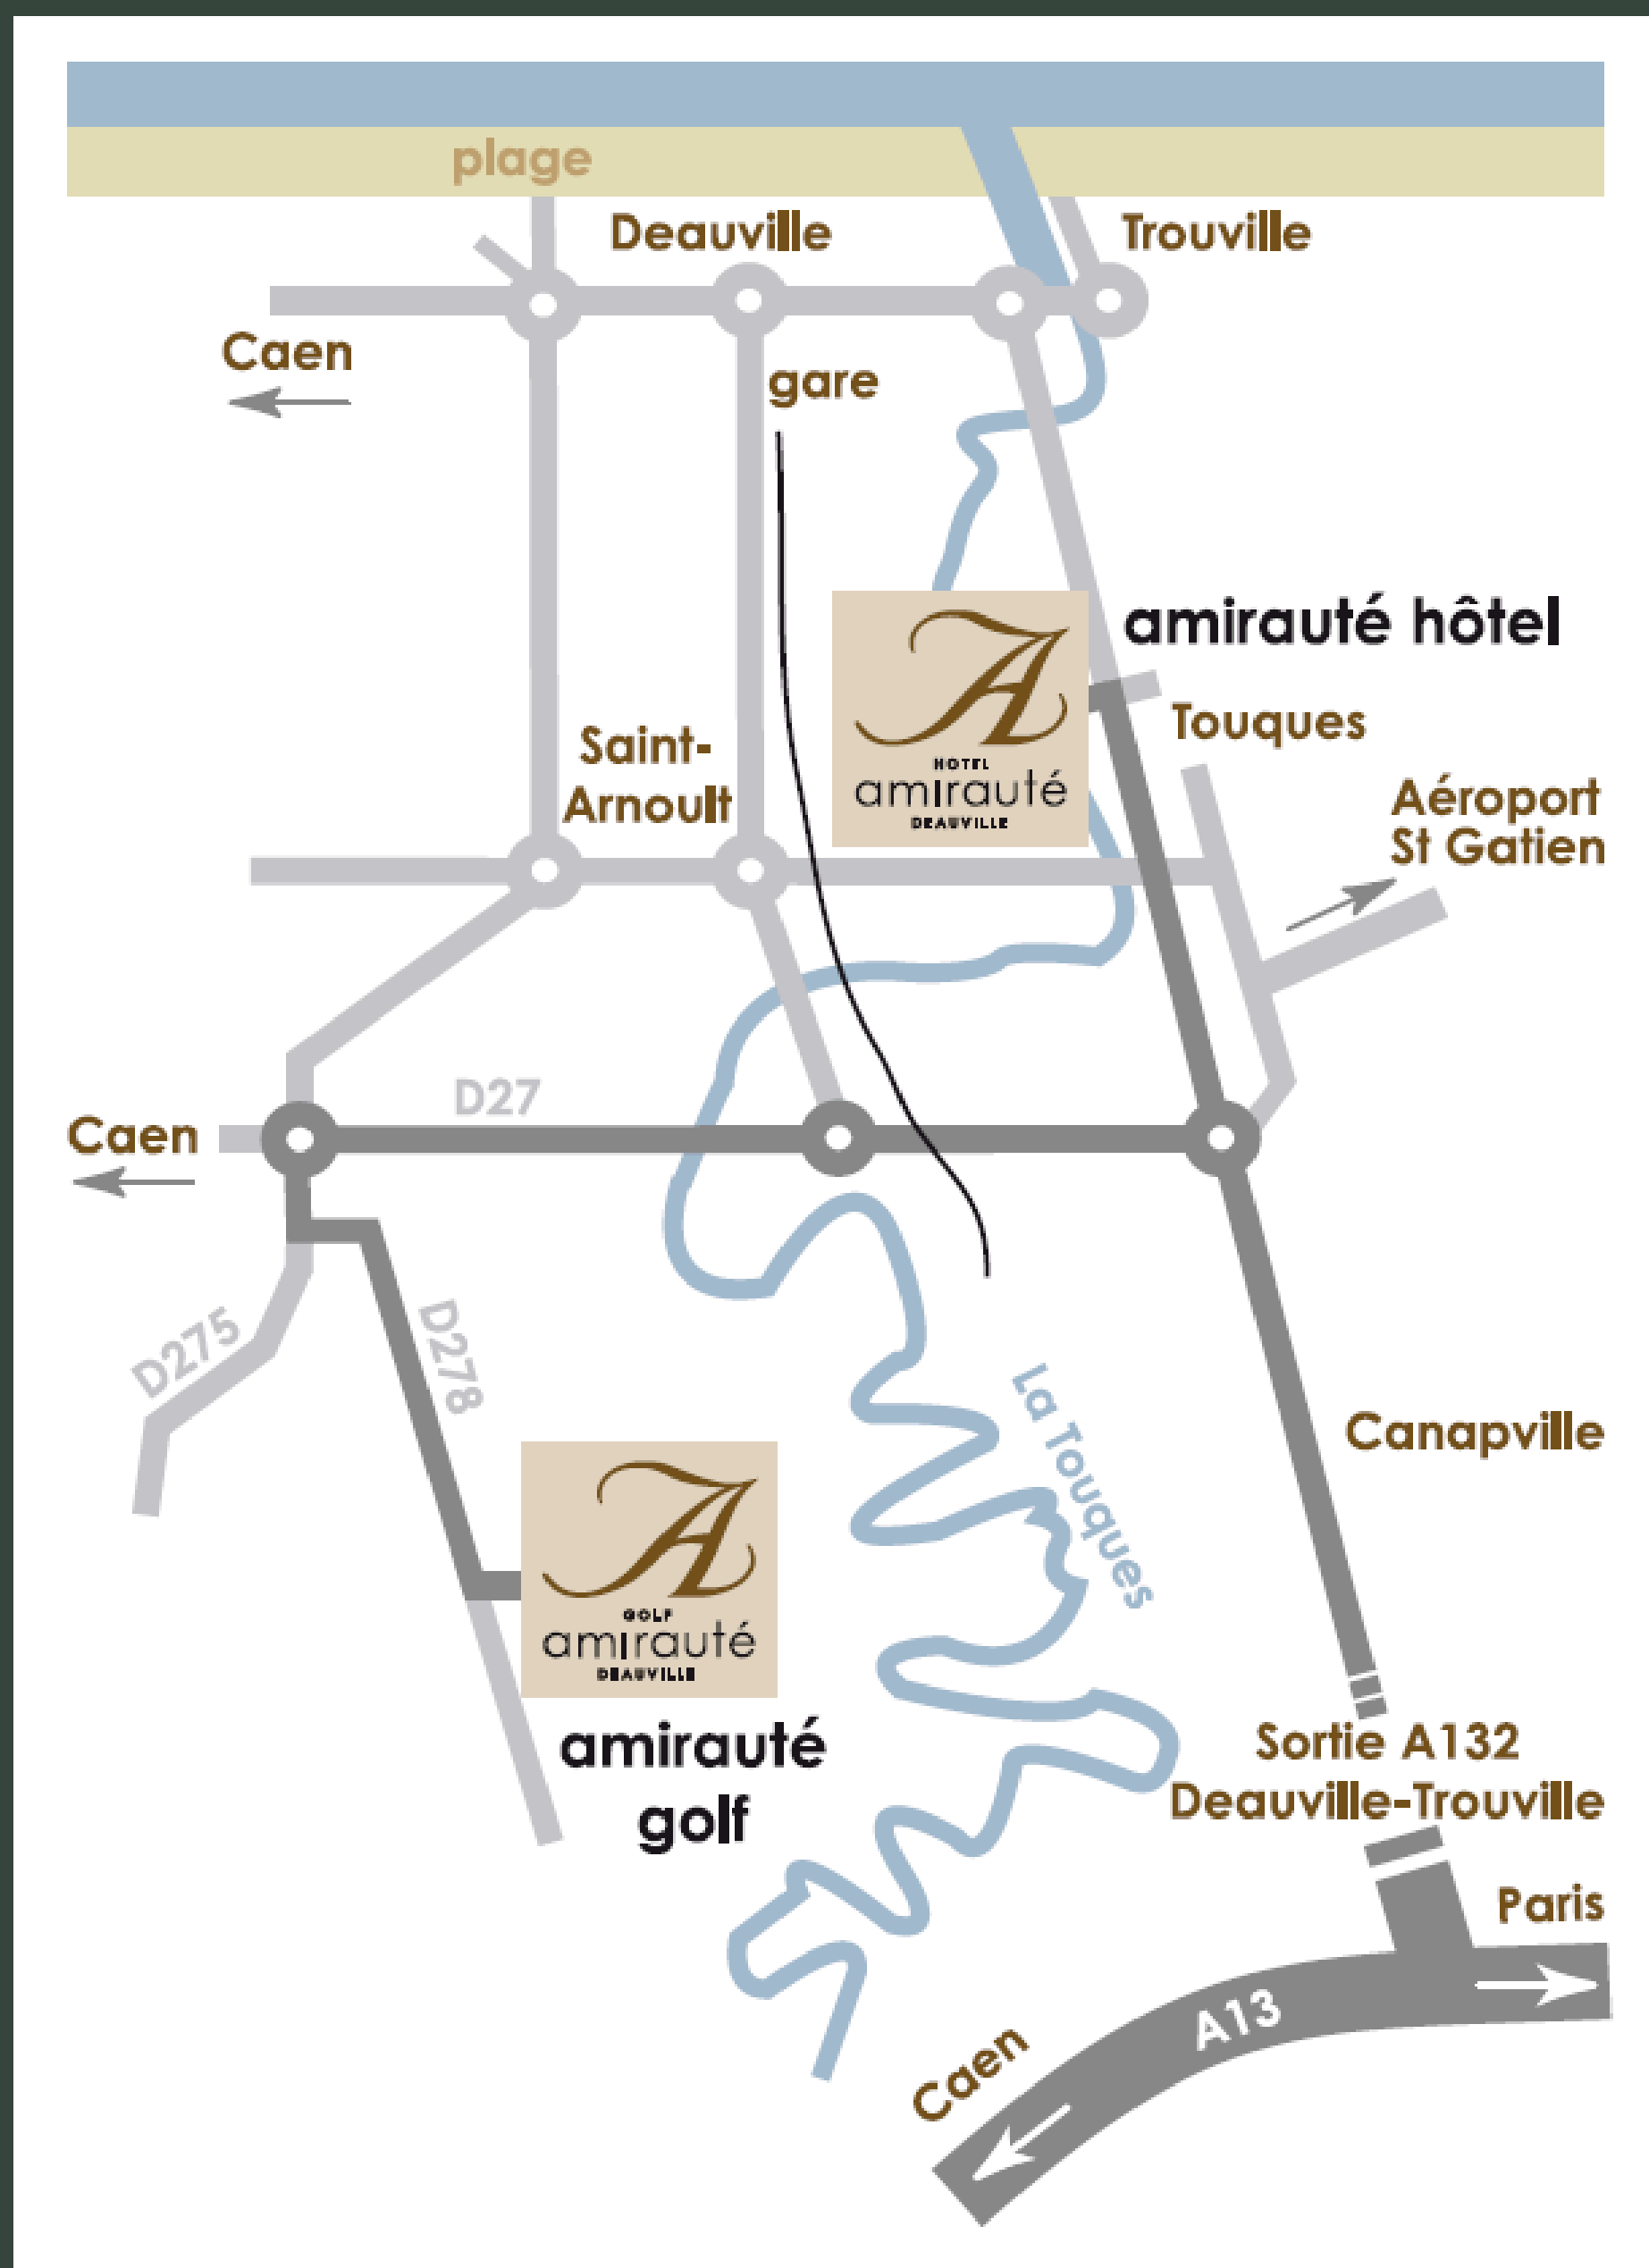 plage
Deauville
Trouville
Caen
gare
amirauté hôtel
HOTEL
amirauté
DEAUVILLE
Touques
Saint-
Arnoult
Aéroport
St Gatien
D27
Caen
D275
D278
La Touques
Canapville
GOLF
amirauté
DEAUVILLE
amirauté
golf
Sortie A132
Deauville-Trouville
Paris
A13
Caen